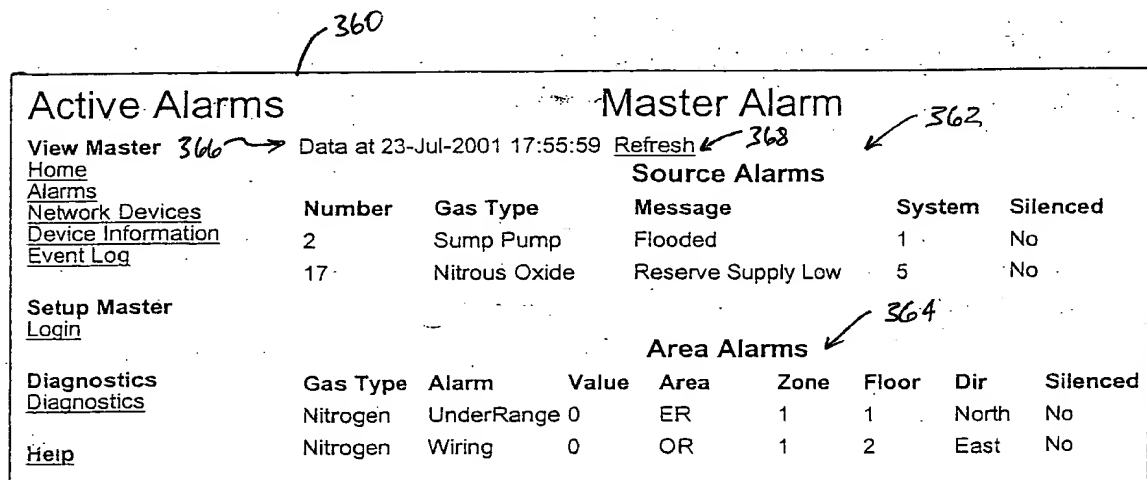 360
Active Alarms Master Alarm
View Master 366 Data at 23-Jul-2001 17:55:59 Refresh 368 362
Home Source Alarms
Alarms
Network Devices Number Gas Type Message System Silenced
Device Information 2 Sump Pump Flooded 1 No
Event Log
17 Nitrous Oxide Reserve Supply Low 5 No
Setup Master
Login 364
Area Alarms
Diagnostics Gas Type Alarm Value Area Zone Floor Dir Silenced
Diagnostics Nitrogen UnderRange 0 ER 1 1 North No
Help Nitrogen Wiring 0 OR 1 2 East No